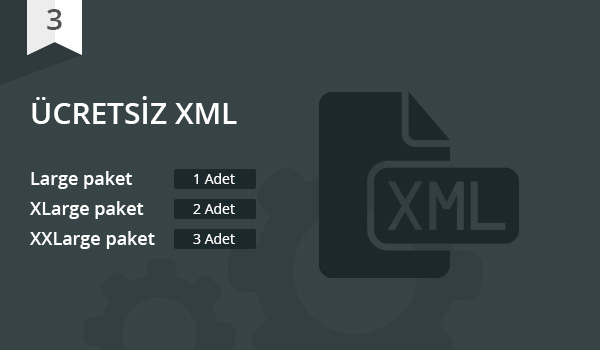 3
ÜCRETSİZ XML
Large paket 1 Adet
XLarge paket 2 Adet
XXLarge paket 3 Adet
XML